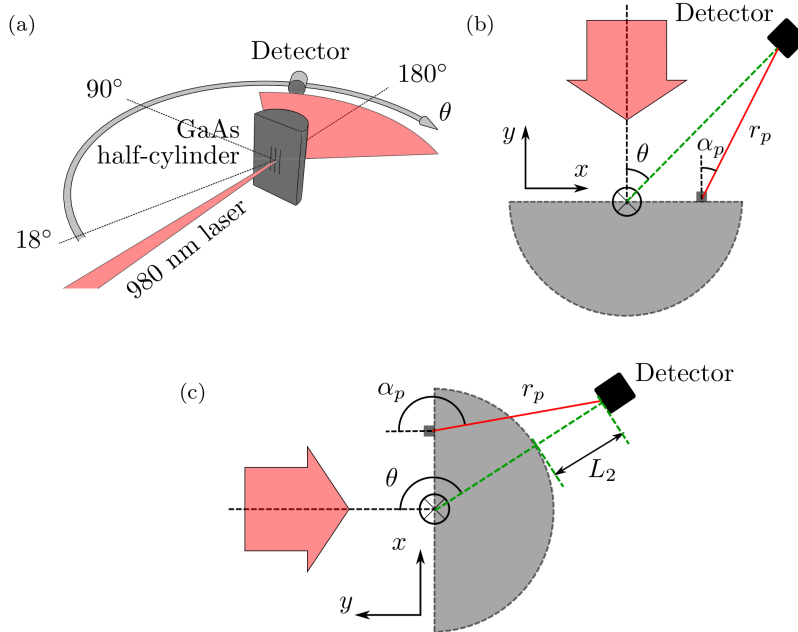 (a)
Detector
90°
180°
θ
GaAs
half-cylinder
18°
980 nm laser
(b)
Detector
y
x
θ
α_p
r_p
(c)
α_p
r_p
Detector
θ
L_2
x
y